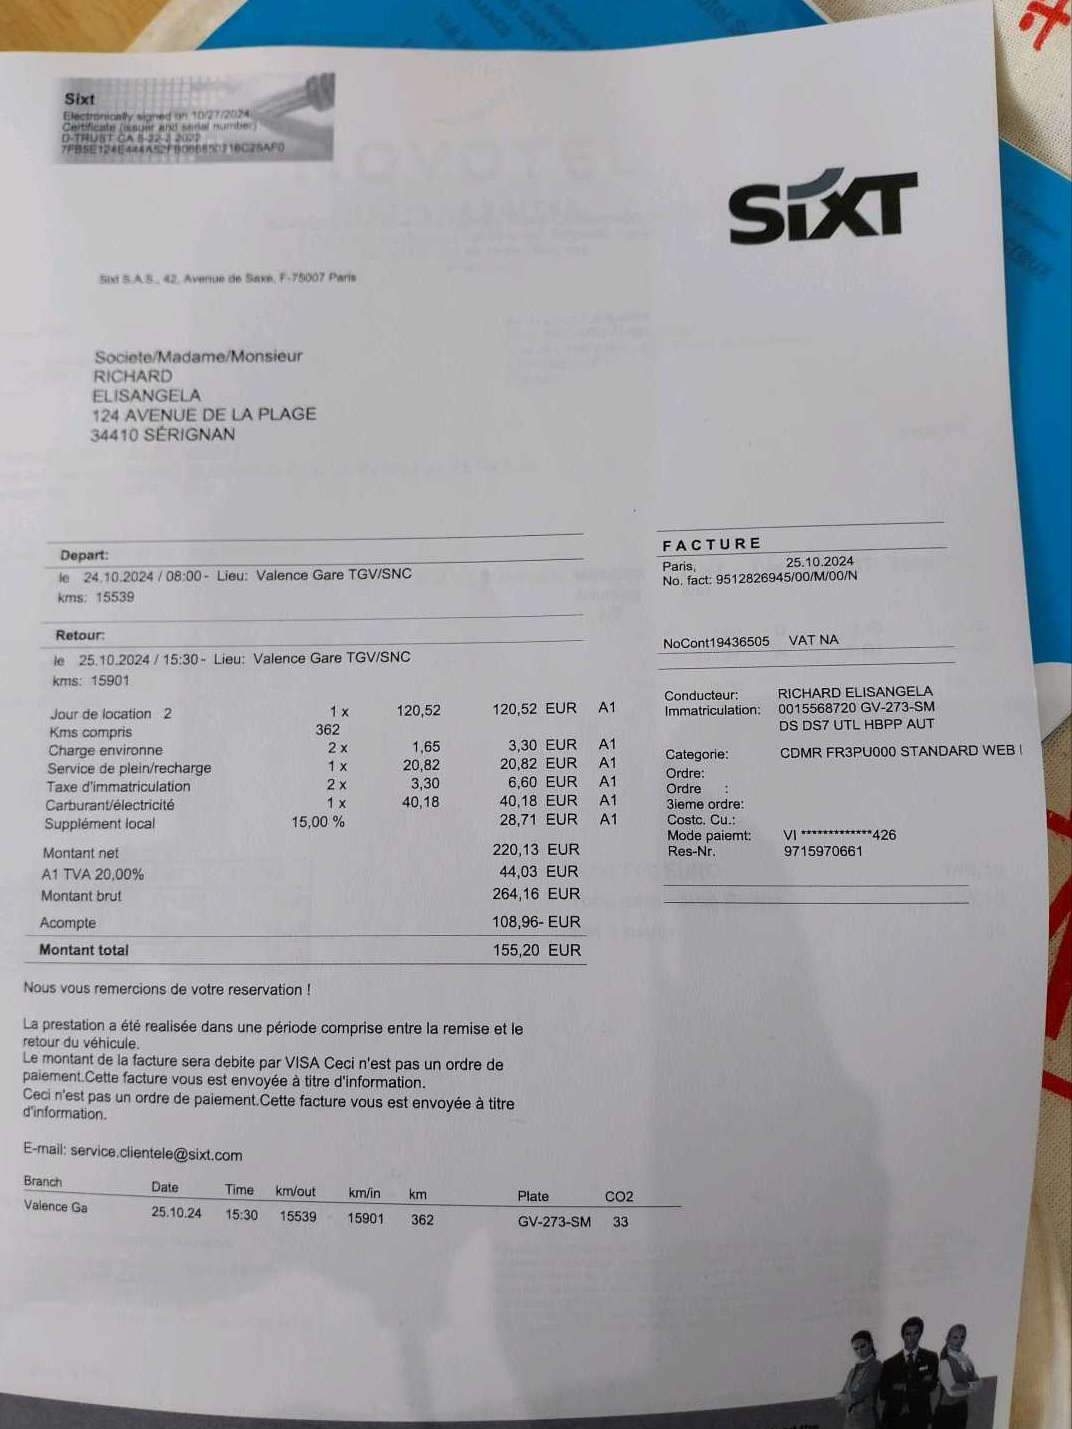 Sixt
Electronically signed on 10/27/2024
Certificate (issuer and serial number)
D-TRUST CA
SIXT
Sixt S.A.S., 42, Avenue de Saxe, F-75007 Paris
Societe/Madame/Monsieur
RICHARD
ELISANGELA
124 AVENUE DE LA PLAGE
34410 SÉRIGNAN
Depart:
le 24.10.2024 / 08:00 - Lieu: Valence Gare TGV/SNC
kms: 15539
Retour:
le 25.10.2024 / 15:30 - Lieu: Valence Gare TGV/SNC
kms: 15901
Jour de location 2 1 x 120,52 120,52 EUR A1
Kms compris 362
Charge environne 2 x 1,65 3,30 EUR A1
Service de plein/recharge 1 x 20,82 20,82 EUR A1
Taxe d'immatriculation 2 x 3,30 6,60 EUR A1
Carburant/électricité 1 x 40,18 40,18 EUR A1
Supplément local 15,00 % 28,71 EUR A1
Montant net 220,13 EUR
A1 TVA 20,00% 44,03 EUR
Montant brut 264,16 EUR
Acompte 108,96- EUR
Montant total 155,20 EUR
FACTURE
Paris, 25.10.2024
No. fact: 9512826945/00/M/00/N
NoCont19436505 VAT NA
Conducteur: RICHARD ELISANGELA
Immatriculation: 0015568720 GV-273-SM
DS DS7 UTL HBPP AUT
Categorie: CDMR FR3PU000 STANDARD WEB I
Ordre:
Ordre :
3ieme ordre:
Costc. Cu.:
Mode paiemt: VI *************426
Res-Nr. 9715970661
Nous vous remercions de votre reservation !
La prestation a été realisée dans une période comprise entre la remise et le
retour du véhicule.
Le montant de la facture sera debite par VISA Ceci n'est pas un ordre de
paiement.Cette facture vous est envoyée à titre d'information.
Ceci n'est pas un ordre de paiement.Cette facture vous est envoyée à titre
d'information.
E-mail: service.clientele@sixt.com
Branch Date Time km/out km/in km Plate CO2
Valence Ga 25.10.24 15:30 15539 15901 362 GV-273-SM 33